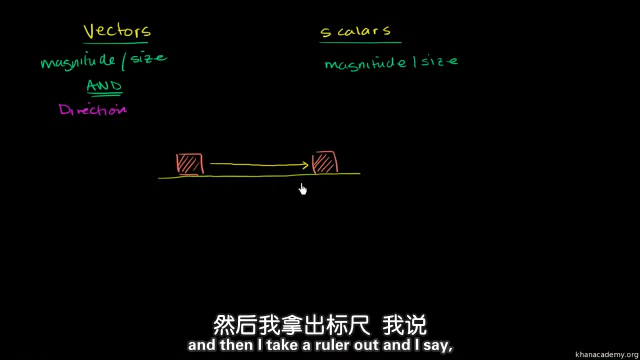 Vectors
magnitude / size
AND
Direction
scalars
magnitude / size
然后我拿出标尺 我说
and then I take a ruler out and I say,
khanacademy.org